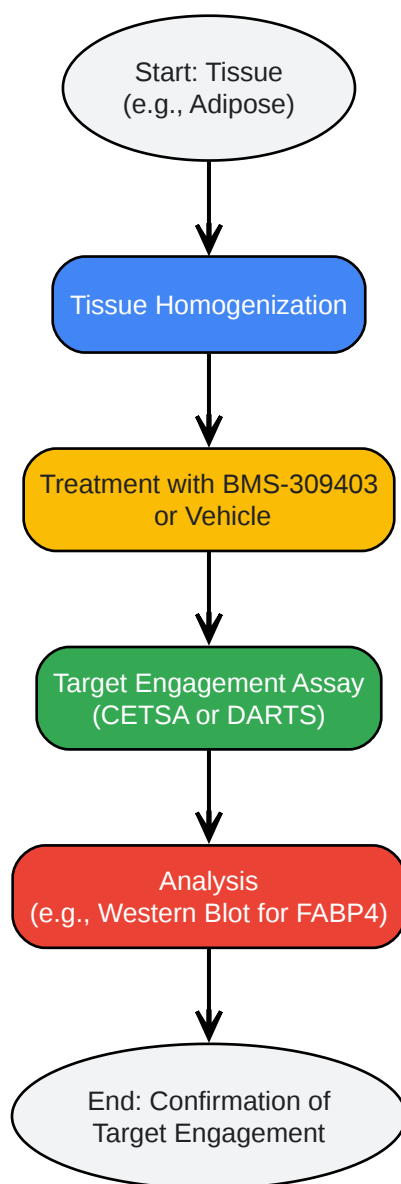 Start: Tissue
(e.g., Adipose)
Tissue Homogenization
Treatment with BMS-309403
or Vehicle
Target Engagement Assay
(CETSA or DARTS)
Analysis
(e.g., Western Blot for FABP4)
End: Confirmation of
Target Engagement